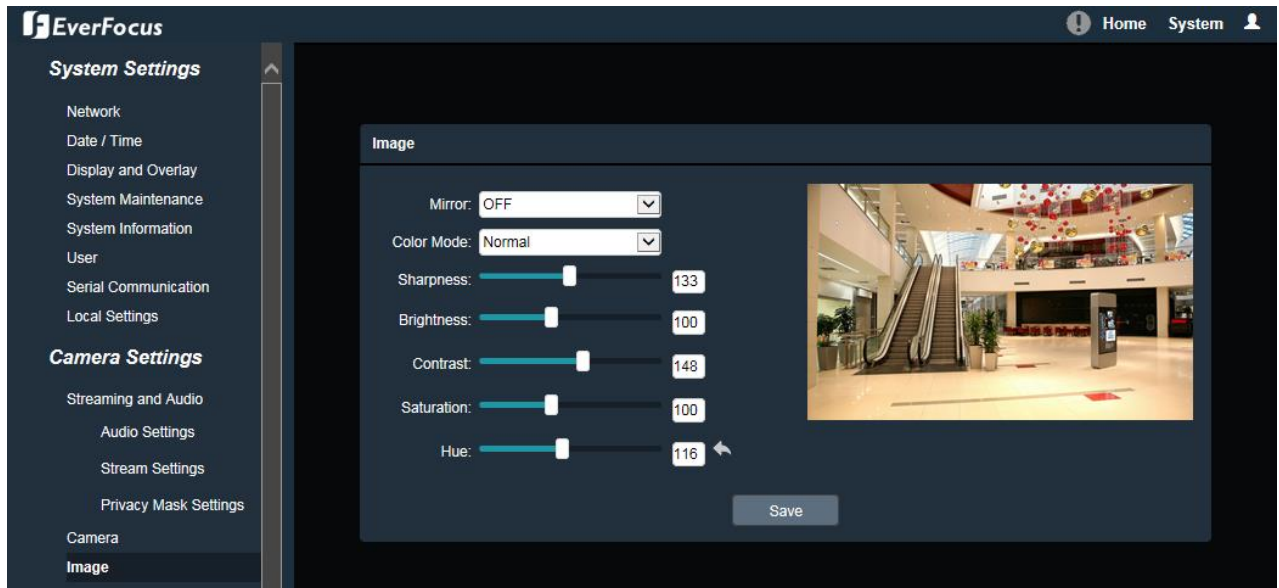 EverFocus
Home System
System Settings
Network
Date / Time
Display and Overlay
System Maintenance
System Information
User
Serial Communication
Local Settings
Camera Settings
Streaming and Audio
Audio Settings
Stream Settings
Privacy Mask Settings
Camera
Image
Image
Mirror: OFF
Color Mode: Normal
Sharpness: 133
Brightness: 100
Contrast: 148
Saturation: 100
Hue: 116
Save